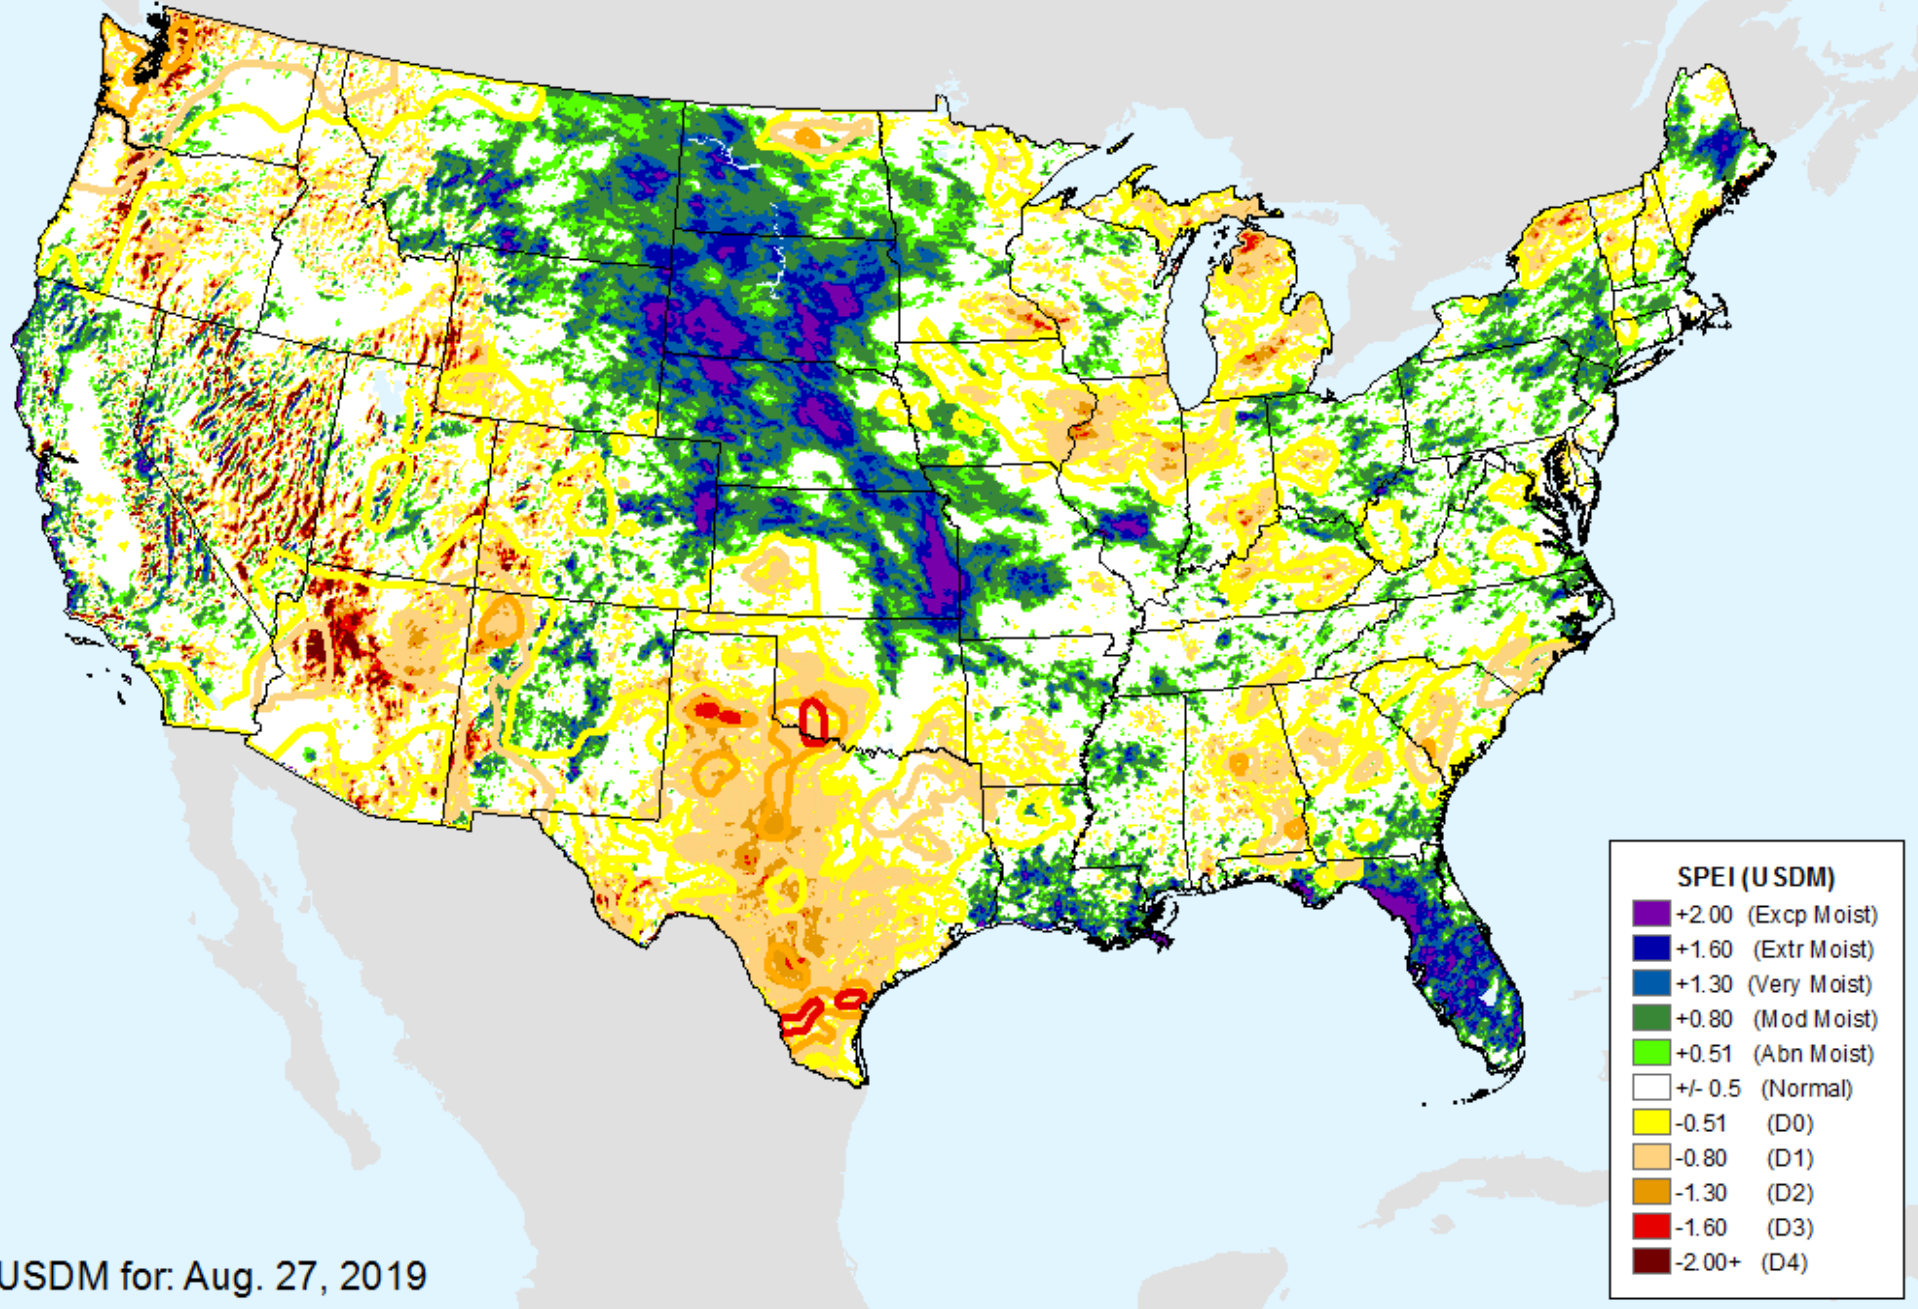 SPEI (USDM)
+2.00 (Excp Moist)
+1.60 (Extr Moist)
+1.30 (Very Moist)
+0.80 (Mod Moist)
+0.51 (Abn Moist)
+/- 0.5 (Normal)
-0.51 (D0)
-0.80 (D1)
-1.30 (D2)
-1.60 (D3)
-2.00+ (D4)
USDM for: Aug. 27, 2019